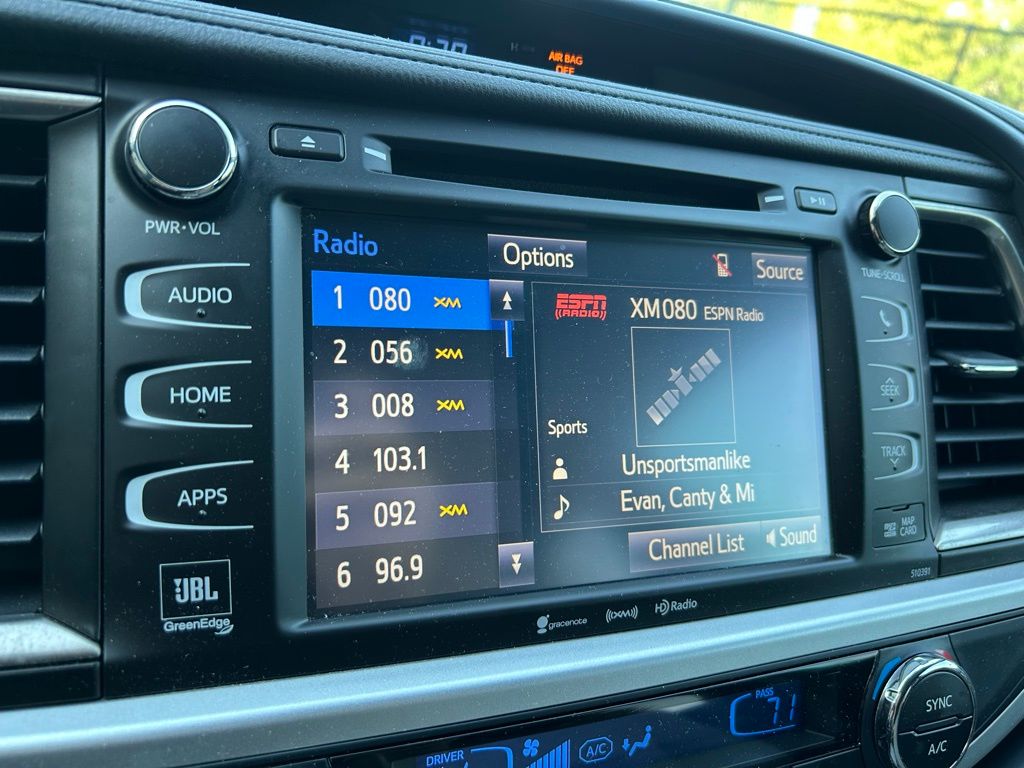 AIR BAG
OFF
PWR•VOL
AUDIO
HOME
APPS
JBL
GreenEdge
Radio
Options
Source
1 080 XM
2 056 XM
3 008 XM
4 103.1
5 092 XM
6 96.9
ESPN
((RADIO))
XM080 ESPN Radio
Sports
Unsportsmanlike
Evan, Canty & Mi
Channel List
Sound
TUNE•SCROLL
SEEK
TRACK
MAP
CARD
510391
gracenote
((XM))
HD Radio
PASS
71
DRIVER
A/C
SYNC
A/C